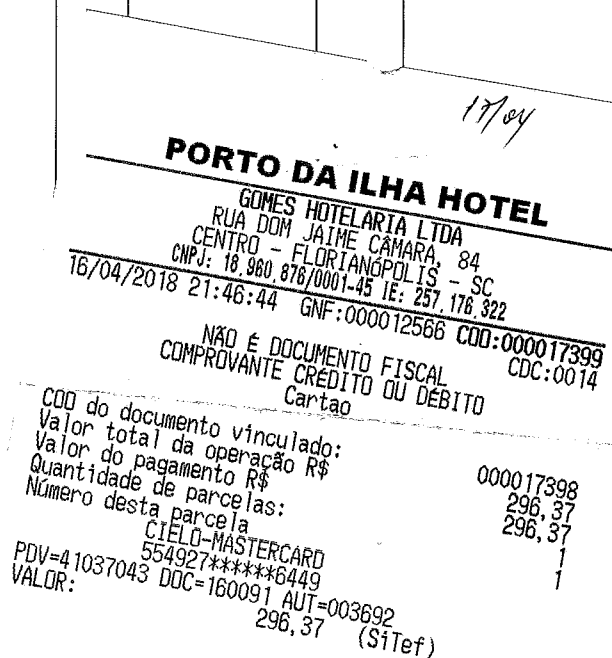 17/04
PORTO DA ILHA HOTEL
GOMES HOTELARIA LTDA
RUA DOM JAIME CÂMARA, 84
CENTRO - FLORIANÓPOLIS - SC
CNPJ: 18.960.876/0001-45 IE: 257.176.322
16/04/2018 21:46:44 GNF:000012566 COO:000017399
CDC:0014
NÃO É DOCUMENTO FISCAL
COMPROVANTE CRÉDITO OU DÉBITO
Cartao
COO do documento vinculado: 000017398
Valor total da operação R$ 296,37
Valor do pagamento R$ 296,37
Quantidade de parcelas: 1
Número desta parcela 1
CIELO-MASTERCARD
554927******6449
PDV=41037043 DOC=160091 AUT=003692
VALOR: 296,37 (SiTef)